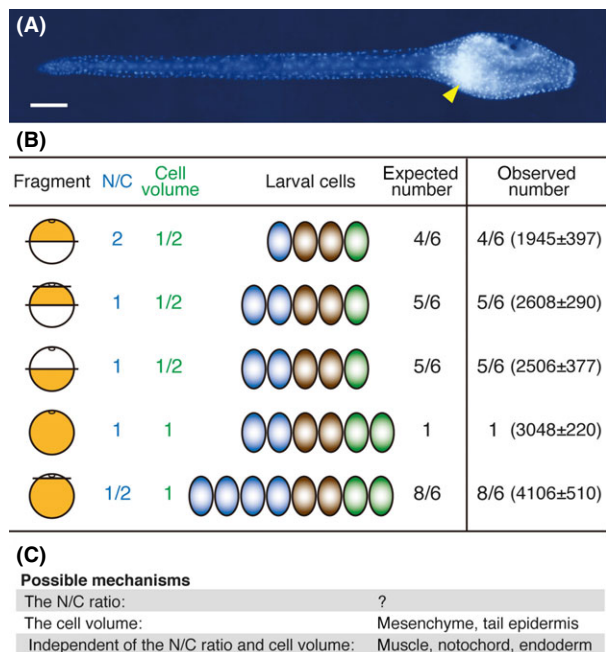 (A)
(B)
Fragment N/C Cell volume Larval cells Expected number Observed number
2 1/2 4/6 4/6 (1945±397)
1 1/2 5/6 5/6 (2608±290)
1 1/2 5/6 5/6 (2506±377)
1 1 1 1 (3048±220)
1/2 1 8/6 8/6 (4106±510)
(C)
Possible mechanisms
The N/C ratio: ?
The cell volume: Mesenchyme, tail epidermis
Independent of the N/C ratio and cell volume: Muscle, notochord, endoderm